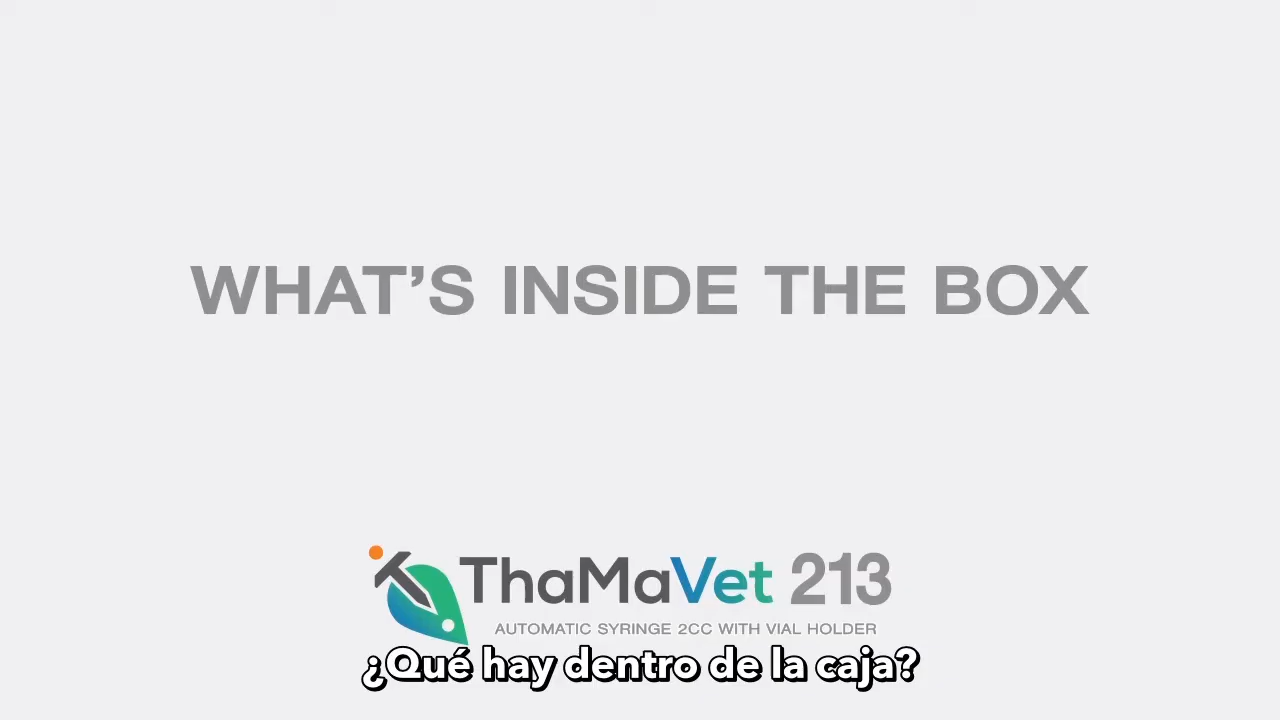 WHAT’S INSIDE THE BOX
ThaMaVet 213
AUTOMATIC SYRINGE 2CC WITH VIAL HOLDER
¿Qué hay dentro de la caja?